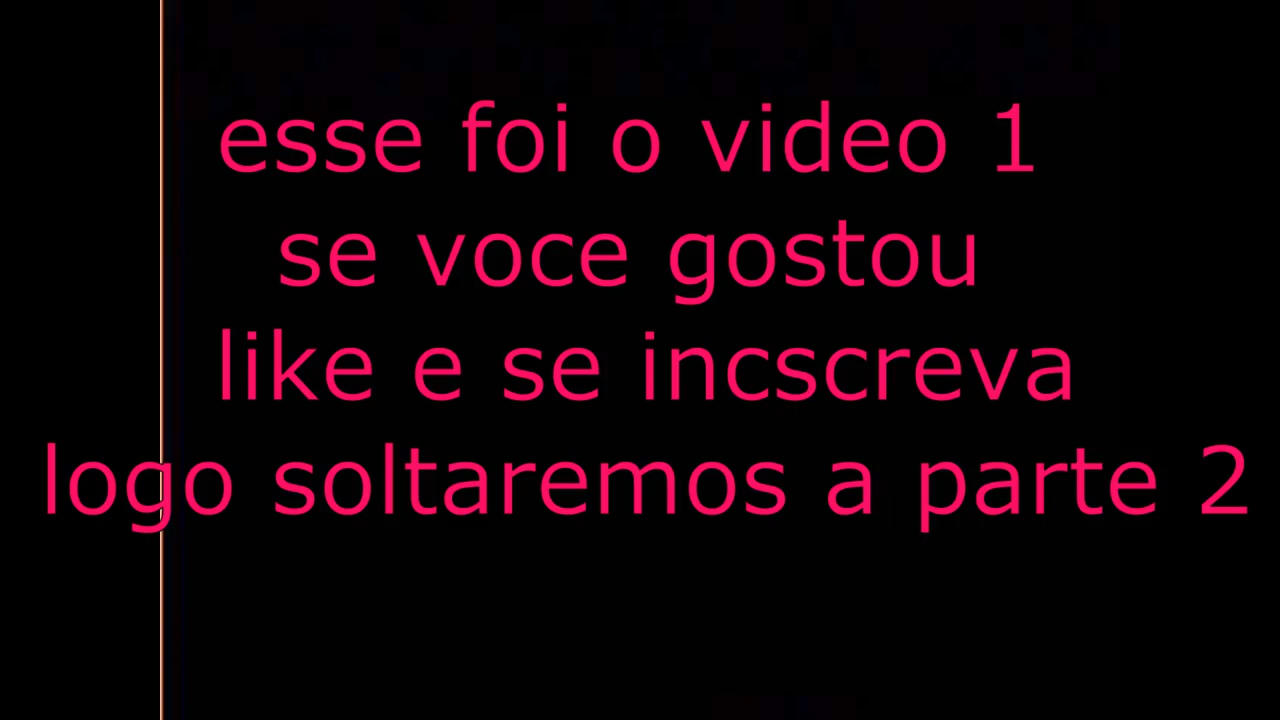 esse foi o video 1
se voce gostou
like e se incscreva
logo soltaremos a parte 2